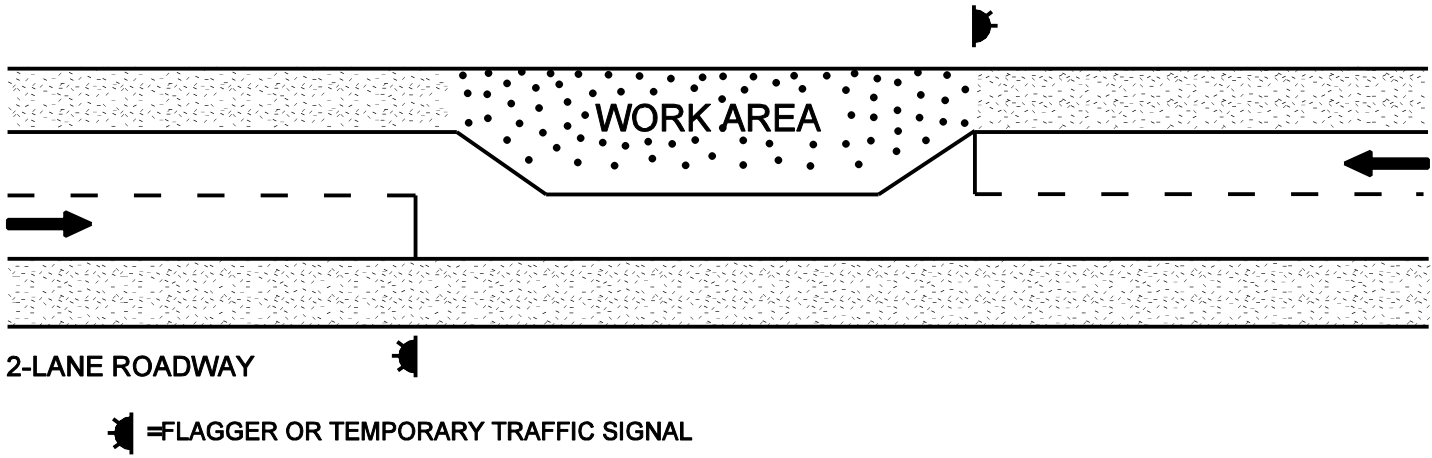 WORK AREA
2-LANE ROADWAY
=FLAGGER OR TEMPORARY TRAFFIC SIGNAL